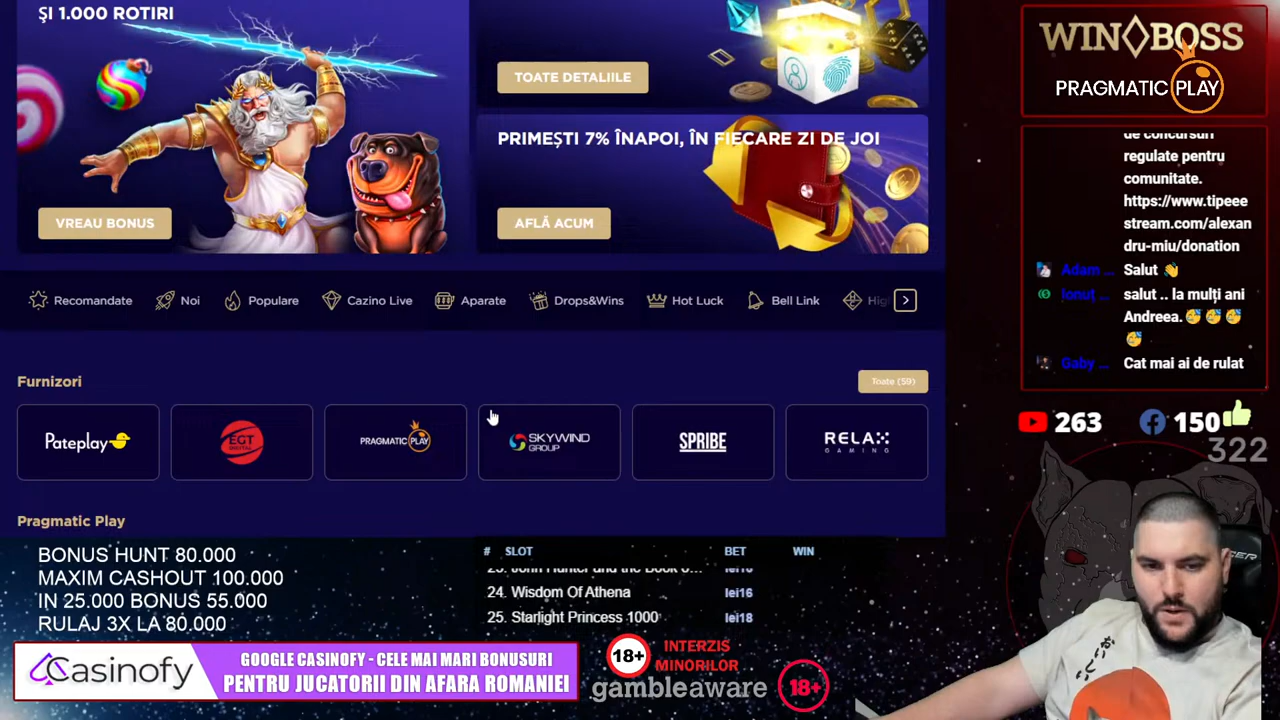 ȘI 1.000 ROTIRI
VREAU BONUS
TOATE DETALIILE
PRIMEȘTI 7% ÎNAPOI, ÎN FIECARE ZI DE JOI
AFLĂ ACUM
Recomandate
Noi
Populare
Cazino Live
Aparate
Drops&Wins
Hot Luck
Bell Link
Furnizori
Toate (59)
Pateplay
EGT
DIGITAL
PRAGMATIC PLAY
SKYWIND
GROUP
SPRIBE
RELAX
GAMING
Pragmatic Play
BONUS HUNT 80.000
MAXIM CASHOUT 100.000
IN 25.000 BONUS 55.000
RULAJ 3X LA 80.000
# SLOT BET WIN
24. Wisdom Of Athena lei16
25. Starlight Princess 1000 lei18
Casinofy
GOOGLE CASINOFY - CELE MAI MARI BONUSURI
PENTRU JUCATORII DIN AFARA ROMANIEI
18+
INTERZIS
MINORILOR
gambleaware
18+
WIN BOSS
PRAGMATIC PLAY
de concursuri
regulate pentru
comunitate.
https://www.tipeee
stream.com/alexan
dru-miu/donation
Adam ... Salut
Ionuț ... salut .. la mulți ani
Andreea.
Gaby ... Cat mai ai de rulat
263
150
322